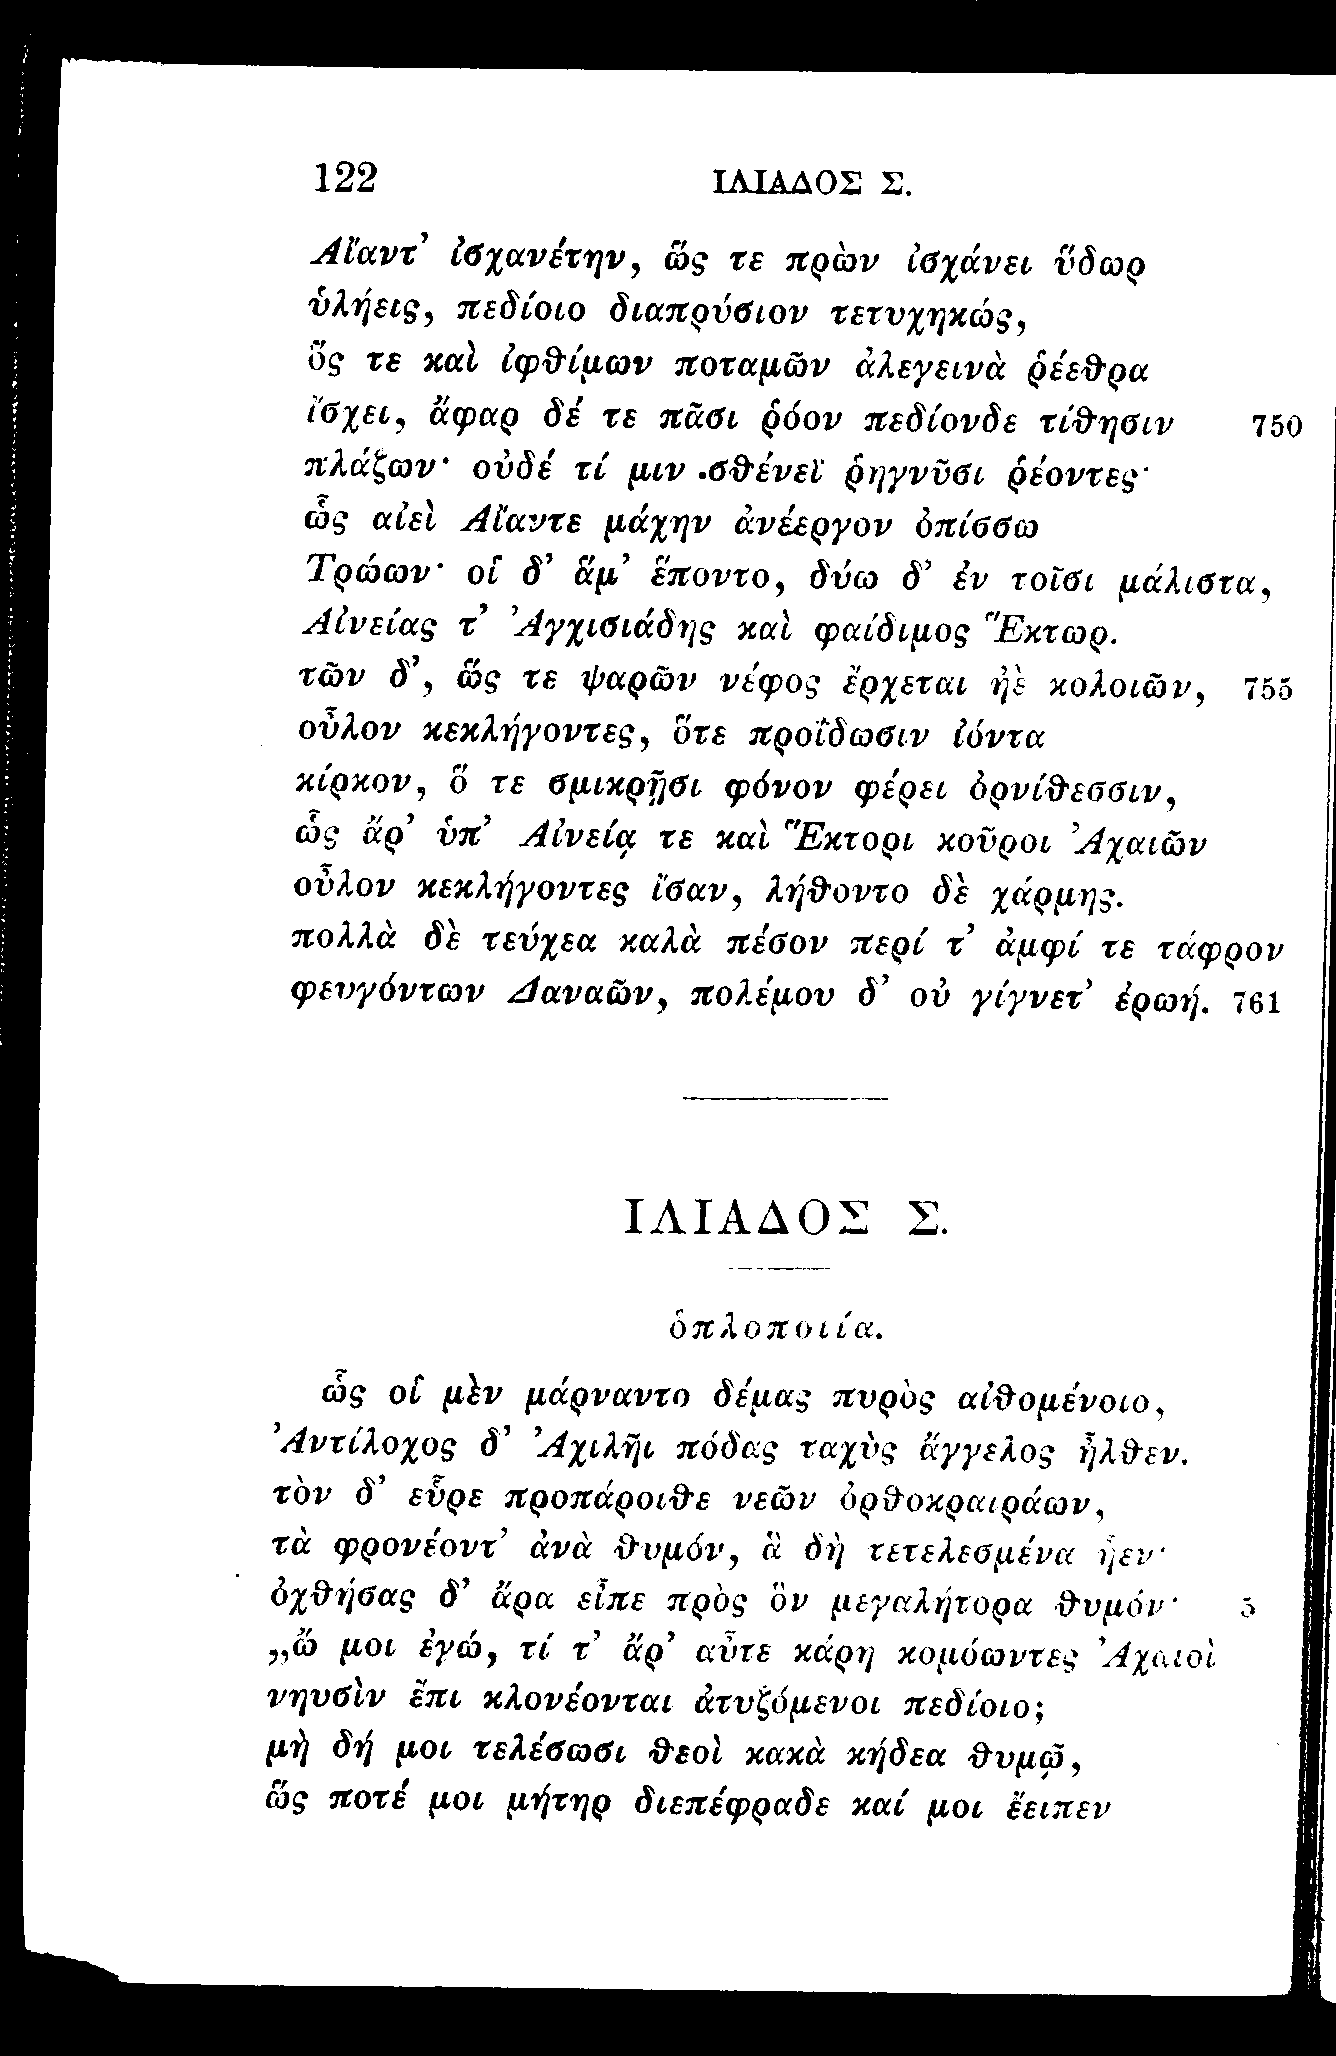 122 ΙΛΙΑΔΟΣ Σ.
Αἴαντ’ ἰσχανέτην, ὥς τε πρὼν ἰσχάνει ὕδωρ
ὑλήεις, πεδίοιο διαπρύσιον τετυχηκώς,
ὅς τε καὶ ἰφθίμων ποταμῶν ἀλεγεινὰ ῥέεθρα
ἴσχει, ἄφαρ δέ τε πᾶσι ῥόον πεδίονδε τίθησιν 750
πλάζων· οὐδέ τί μιν σθένεϊ ῥηγνῦσι ῥέοντες·
ὣς αἰεὶ Αἴαντε μάχην ἀνέεργον ὀπίσσω
Τρώων· οἳ δ’ ἅμ’ ἕποντο, δύω δ’ ἐν τοῖσι μάλιστα,
Αἰνείας τ’ Ἀγχισιάδης καὶ φαίδιμος Ἕκτωρ.
τῶν δ’, ὥς τε ψαρῶν νέφος ἔρχεται ἠὲ κολοιῶν, 755
οὖλον κεκλήγοντες, ὅτε προΐδωσιν ἰόντα
κίρκον, ὅ τε σμικρῇσι φόνον φέρει ὀρνίθεσσιν,
ὣς ἄρ’ ὑπ’ Αἰνείᾳ τε καὶ Ἕκτορι κοῦροι Ἀχαιῶν
οὖλον κεκλήγοντες ἴσαν, λήθοντο δὲ χάρμης.
πολλὰ δὲ τεύχεα καλὰ πέσον περί τ’ ἀμφί τε τάφρον
φευγόντων Δαναῶν, πολέμου δ’ οὐ γίγνετ’ ἐρωή. 761
ΙΛΙΑΔΟΣ Σ.
ὁπλοποιία.
ὣς οἳ μὲν μάρναντο δέμας πυρὸς αἰθομένοιο,
Ἀντίλοχος δ’ Ἀχιλῆι πόδας ταχὺς ἄγγελος ἦλθεν.
τὸν δ’ εὗρε προπάροιθε νεῶν ὀρθοκραιράων,
τὰ φρονέοντ’ ἀνὰ θυμόν, ἃ δὴ τετελεσμένα ἦεν·
ὀχθήσας δ’ ἄρα εἶπε πρὸς ὃν μεγαλήτορα θυμόν· 5
„ὤ μοι ἐγώ, τί τ’ ἄρ’ αὖτε κάρη κομόωντες Ἀχαιοὶ
νηυσὶν ἔπι κλονέονται ἀτυζόμενοι πεδίοιο;
μὴ δή μοι τελέσωσι θεοὶ κακὰ κήδεα θυμῷ,
ὥς ποτέ μοι μήτηρ διεπέφραδε καί μοι ἔειπεν